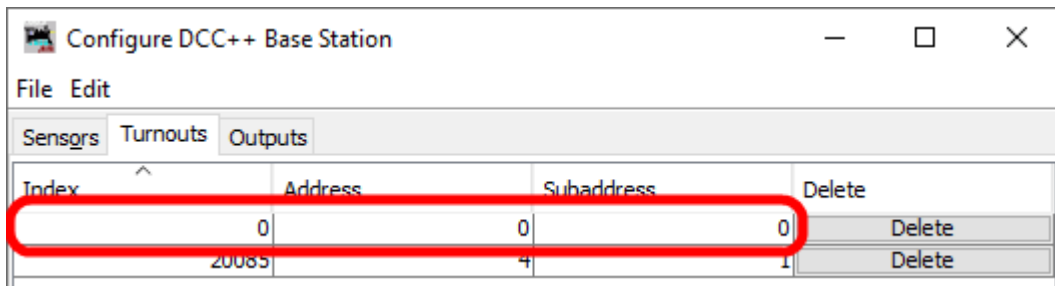 Configure DCC++ Base Station
File Edit
Sensors Turnouts Outputs
Index Address Subaddress Delete
0 0 0 Delete
20085 4 1 Delete